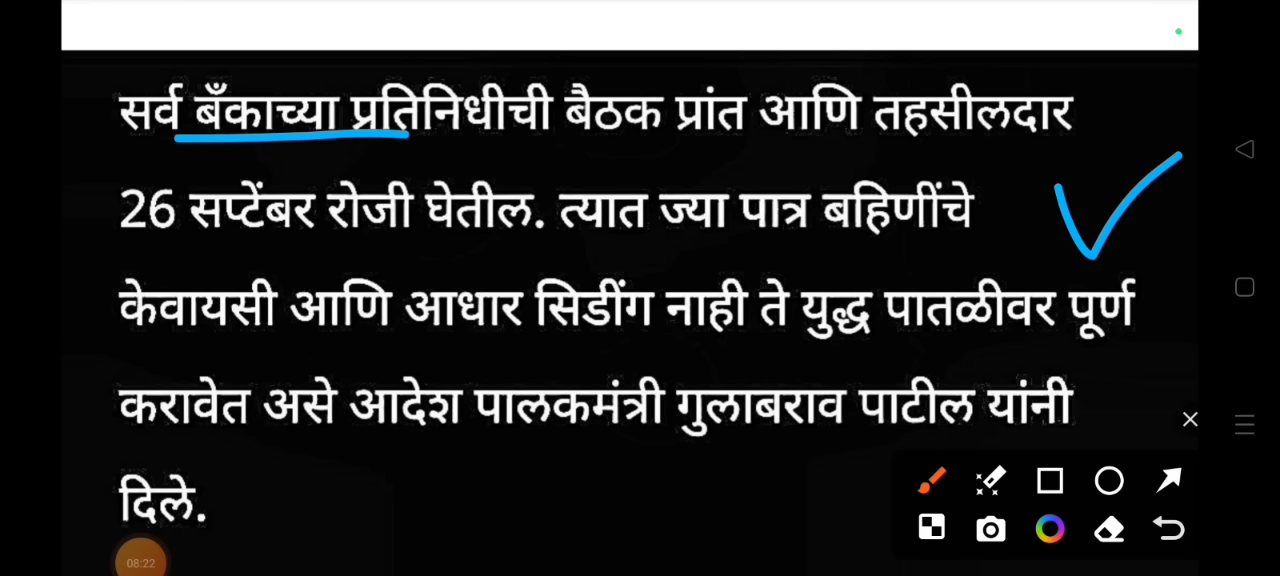 सर्व बँकाच्या प्रतिनिधीची बैठक प्रांत आणि तहसीलदार
26 सप्टेंबर रोजी घेतील. त्यात ज्या पात्र बहिणींचे
केवायसी आणि आधार सिडींग नाही ते युद्ध पातळीवर पूर्ण
करावेत असे आदेश पालकमंत्री गुलाबराव पाटील यांनी
दिले.
08:22